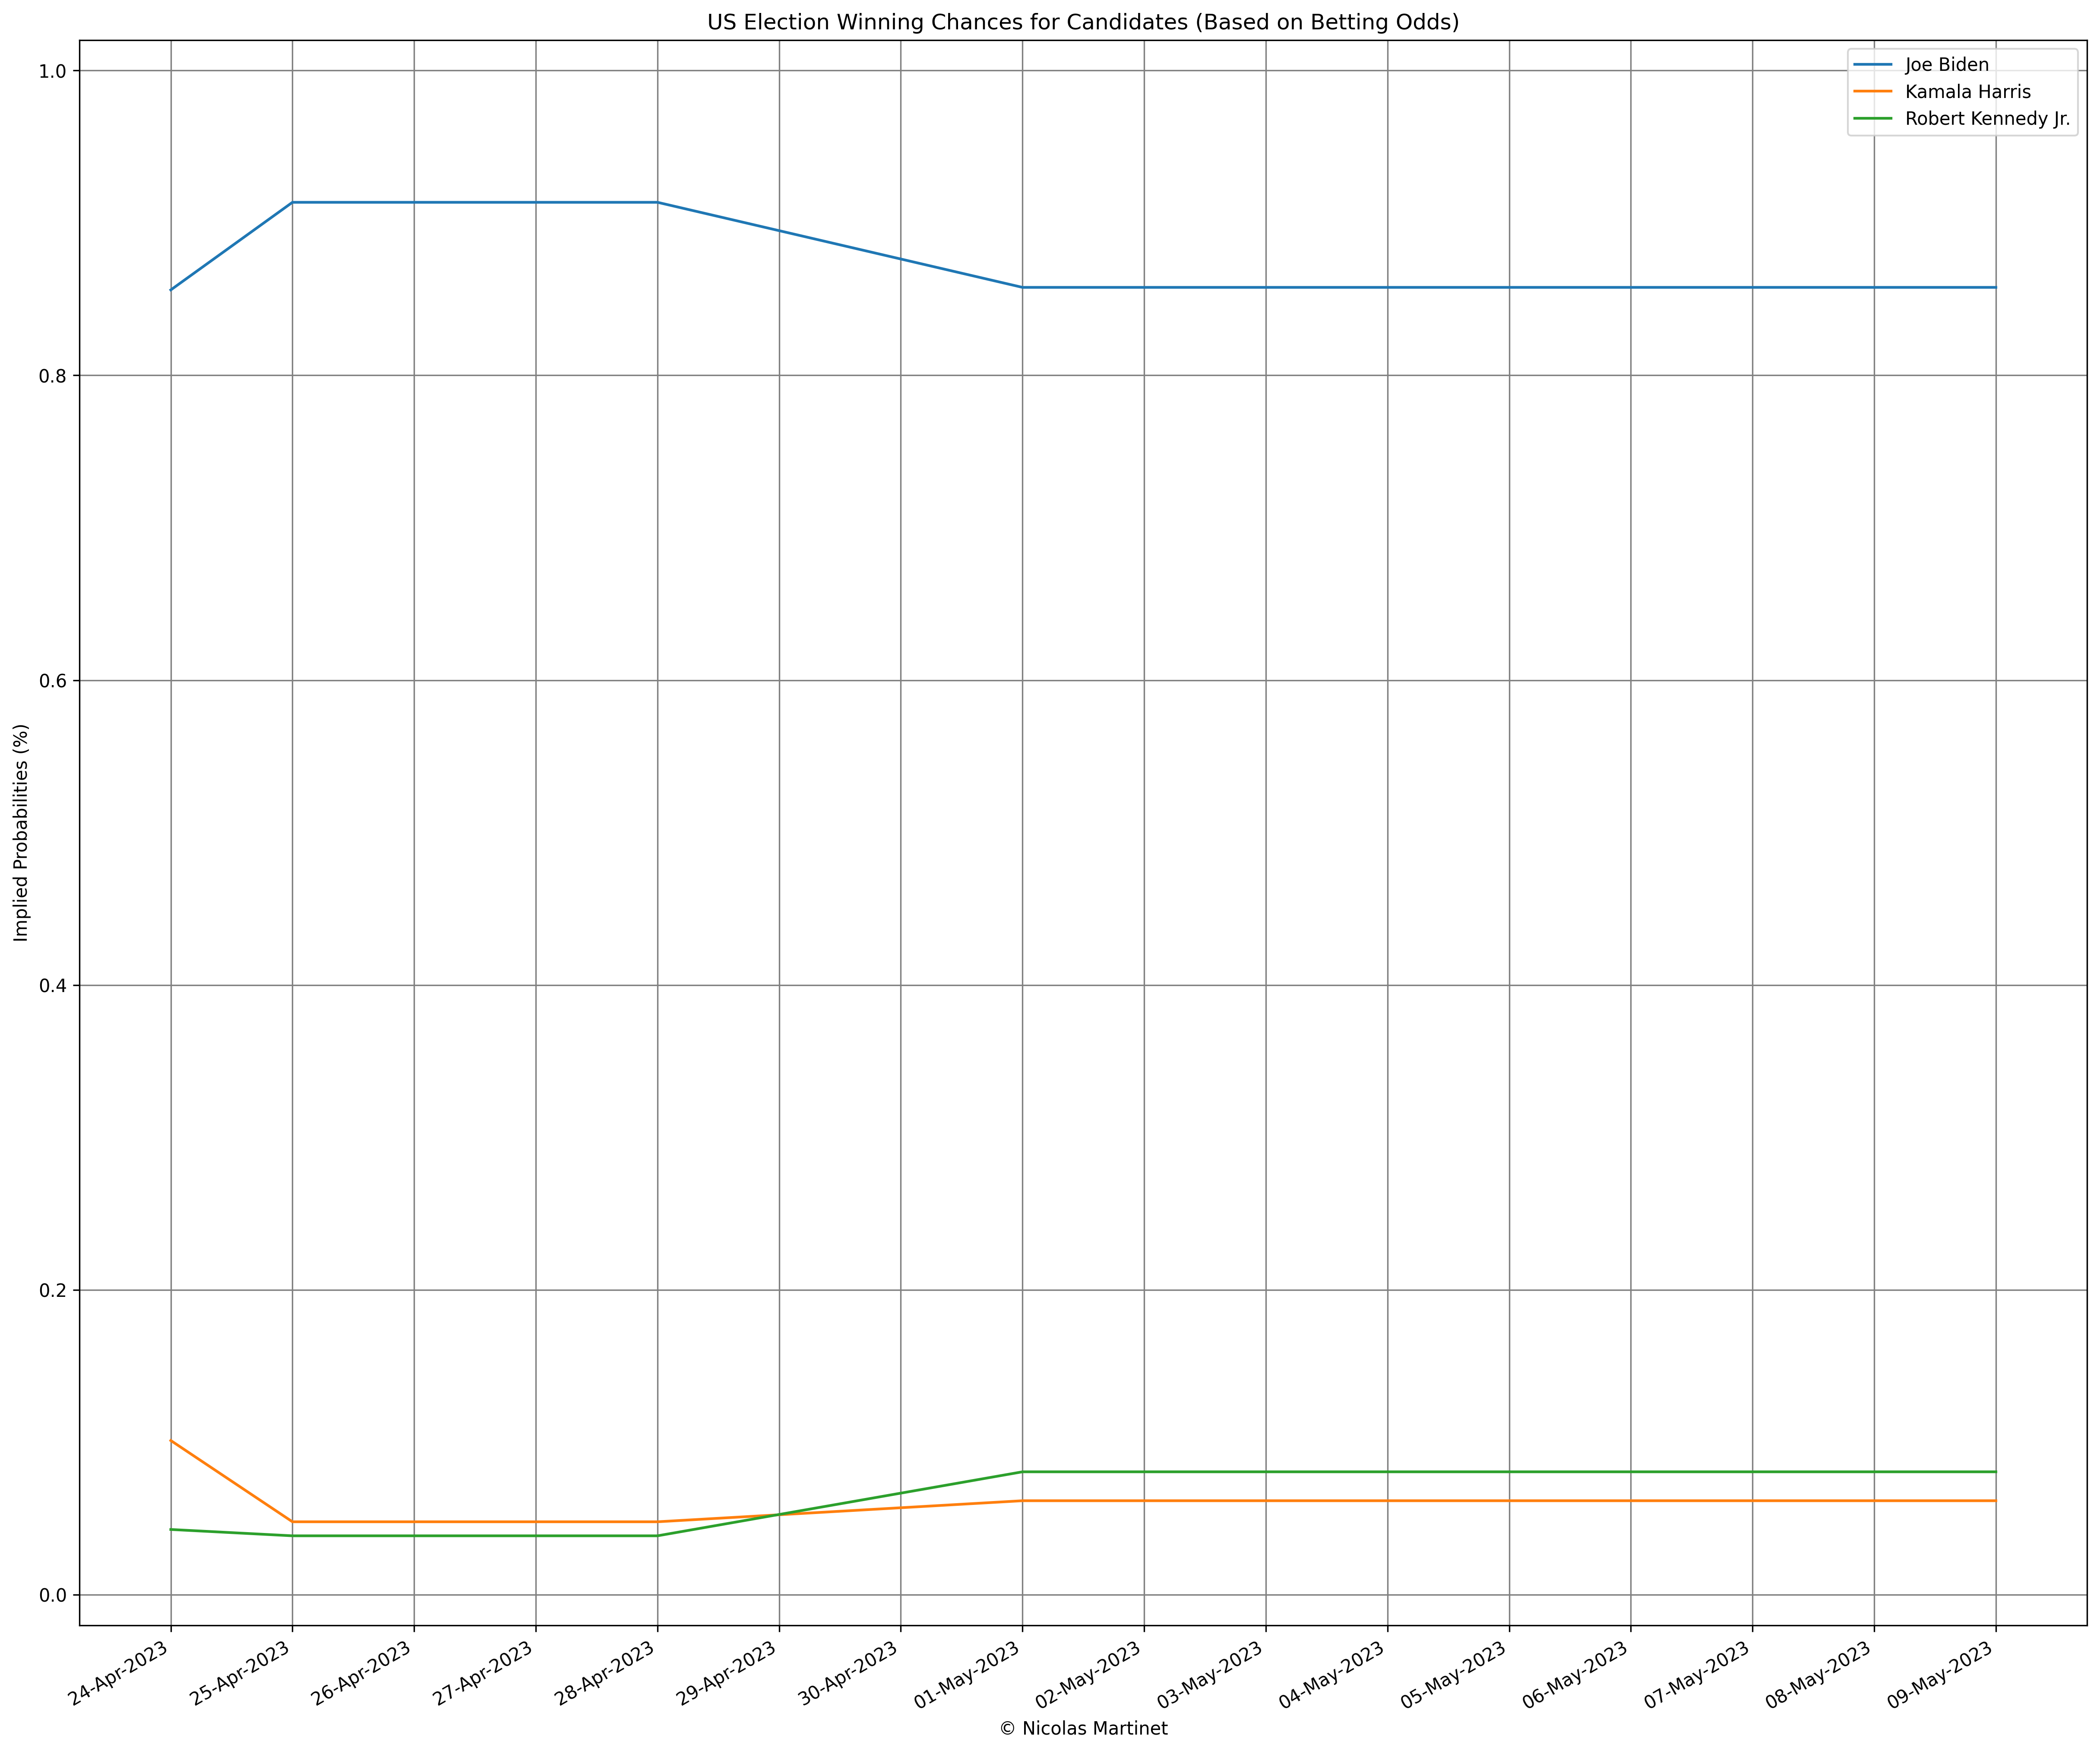 US Election Winning Chances for Candidates (Based on Betting Odds)
Joe Biden
Kamala Harris
Robert Kennedy Jr.
Implied Probabilities (%)
1.0
0.8
0.6
0.4
0.2
0.0
24-Apr-2023
25-Apr-2023
26-Apr-2023
27-Apr-2023
28-Apr-2023
29-Apr-2023
30-Apr-2023
01-May-2023
02-May-2023
03-May-2023
04-May-2023
05-May-2023
06-May-2023
07-May-2023
08-May-2023
09-May-2023
© Nicolas Martinet